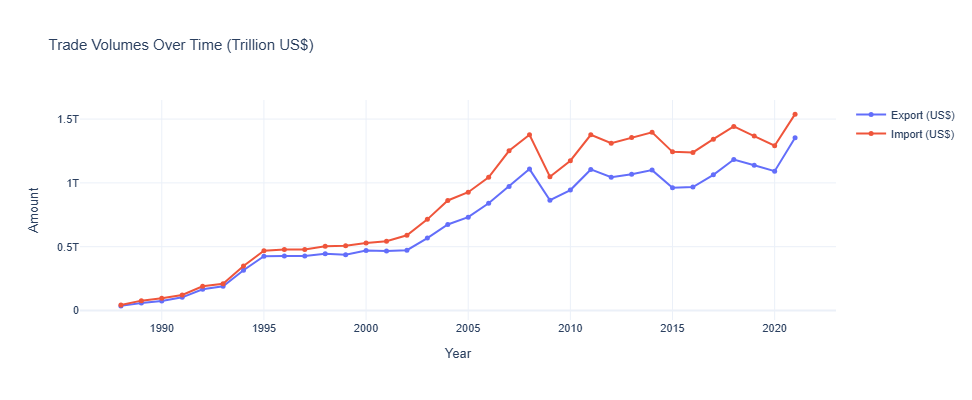 Trade Volumes Over Time (Trillion US$)
Export (US$)
Import (US$)
1.5T
1T
0.5T
0
Amount
1990 1995 2000 2005 2010 2015 2020
Year